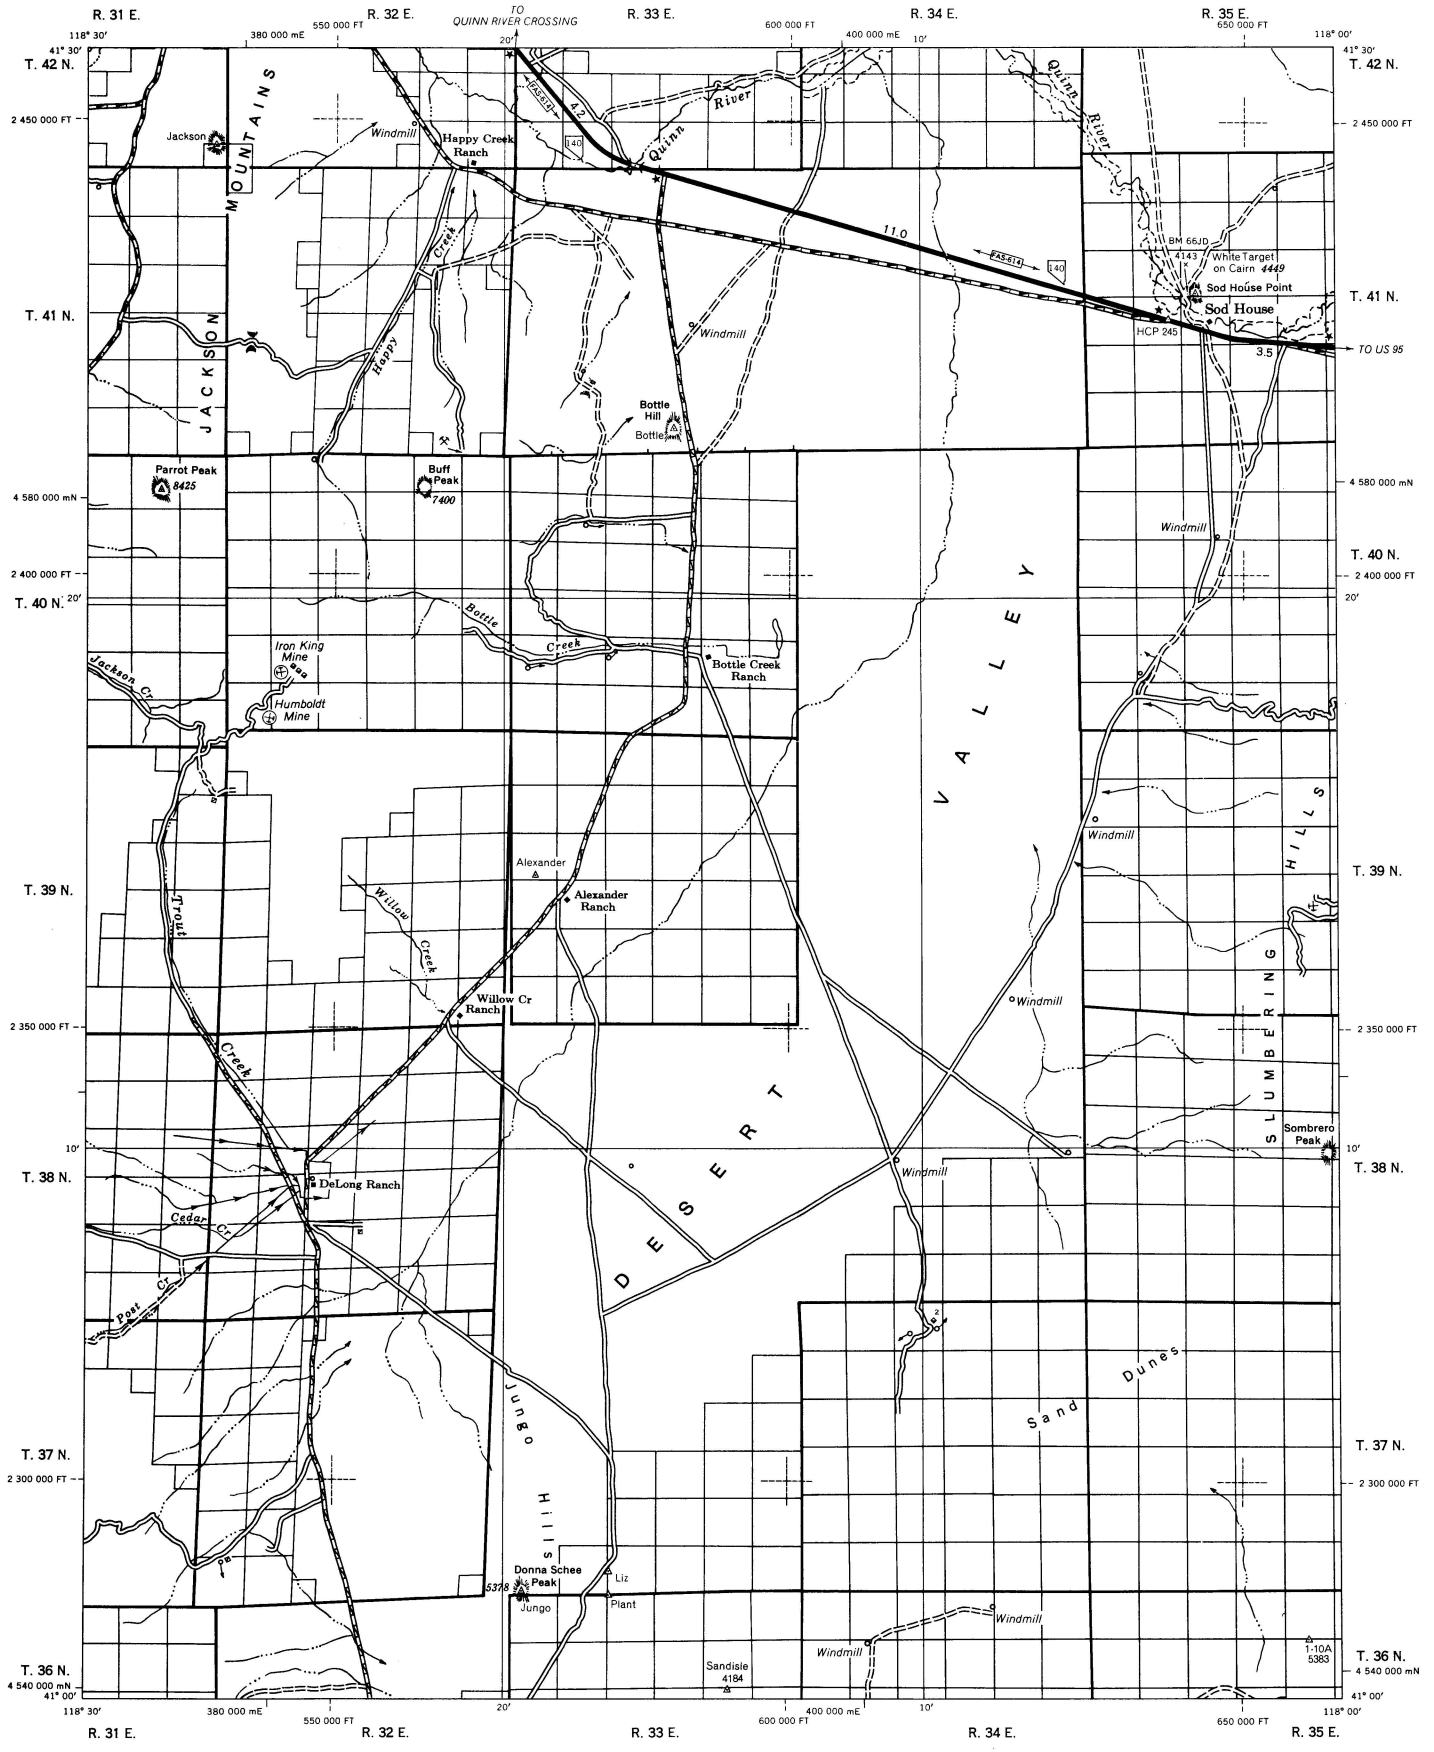 TO
QUINN RIVER CROSSING
R. 31 E.
R. 32 E.
R. 33 E.
R. 34 E.
R. 35 E.
118° 30'
380 000 mE
550 000 FT
20'
600 000 FT
400 000 mE
10'
650 000 FT
118° 00'
41° 30'
T. 42 N.
41° 30'
T. 42 N.
2 450 000 FT
2 450 000 FT
Jackson
MOUNTAINS
Windmill
Happy Creek
Ranch
FAS-614
4.2
140
Quinn
River
Quinn
River
11.0
FAS-614
140
BM 66JD
4143
×
White Target
on Cairn 4449
Sod House Point
Sod House
HCP 245
3.5
TO US 95
T. 41 N.
T. 41 N.
JACKSON
Creek
Happy
Windmill
Bottle
Hill
Bottle
Parrot Peak
8425
Buff
Peak
7400
4 580 000 mN
4 580 000 mN
Windmill
T. 40 N.
2 400 000 FT
2 400 000 FT
T. 40 N.
20'
20'
Bottle
Creek
Bottle Creek
Ranch
Iron King
Mine
Humboldt
Mine
Jackson Cr
VALLEY
Windmill
HILLS
T. 39 N.
T. 39 N.
Alexander
Alexander
Ranch
Willow
Creek
Trout
Willow Cr
Ranch
Windmill
SLUMBERING
2 350 000 FT
2 350 000 FT
Creek
DESERT
Sombrero
Peak
10'
10'
T. 38 N.
T. 38 N.
DeLong Ranch
Windmill
Cedar Cr
Post Cr
2
Sand Dunes
Jungo
Hills
T. 37 N.
T. 37 N.
2 300 000 FT
2 300 000 FT
Donna Schee
Peak
5378
Jungo
Liz
Plant
Windmill
Windmill
Sandisle
4184
1-10A
5383
T. 36 N.
T. 36 N.
4 540 000 mN
4 540 000 mN
41° 00'
41° 00'
118° 30'
380 000 mE
550 000 FT
20'
600 000 FT
400 000 mE
10'
650 000 FT
118° 00'
R. 31 E.
R. 32 E.
R. 33 E.
R. 34 E.
R. 35 E.